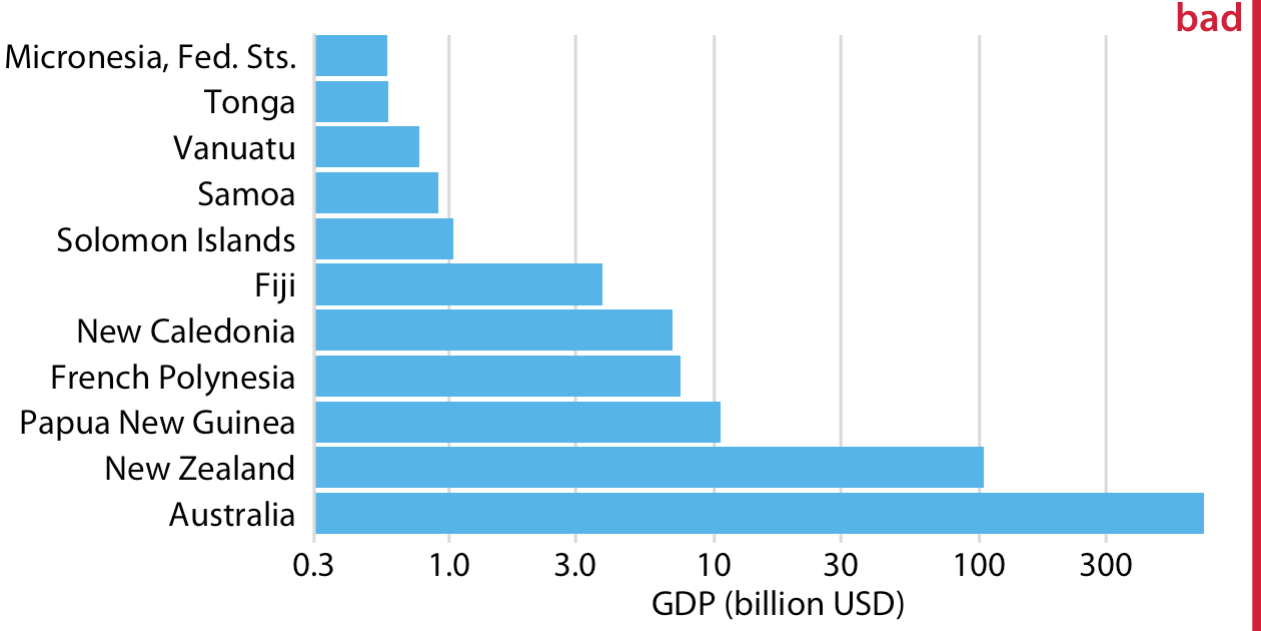 bad
Micronesia, Fed. Sts.
Tonga
Vanuatu
Samoa
Solomon Islands
Fiji
New Caledonia
French Polynesia
Papua New Guinea
New Zealand
Australia
0.3 1.0 3.0 10 30 100 300
GDP (billion USD)